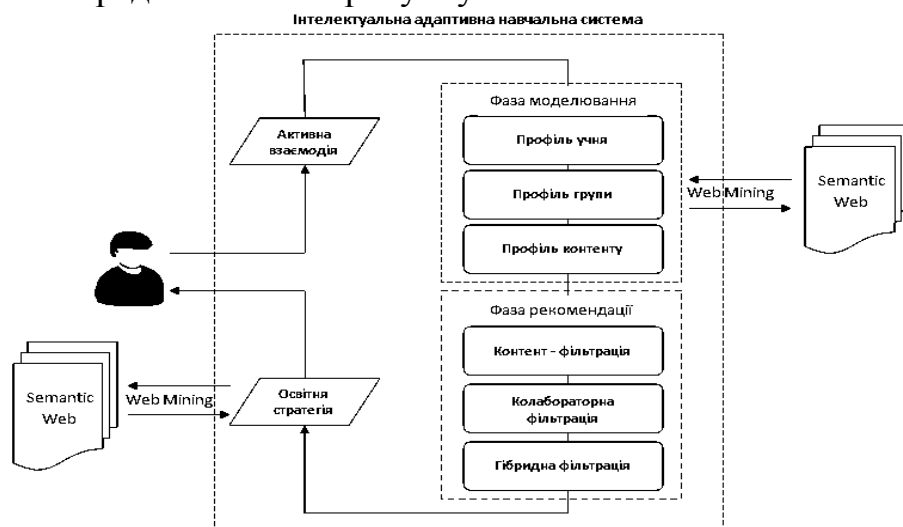 Інтелектуальна адаптивна навчальна система
Фаза моделювання
Активна
взаємодія
Профіль учня
Профіль групи
Профіль контенту
Web Mining
Semantic
Web
Фаза рекомендації
Контент - фільтрація
Колабораторна
фільтрація
Гібридна фільтрація
Освітня
стратегія
Web Mining
Semantic
Web